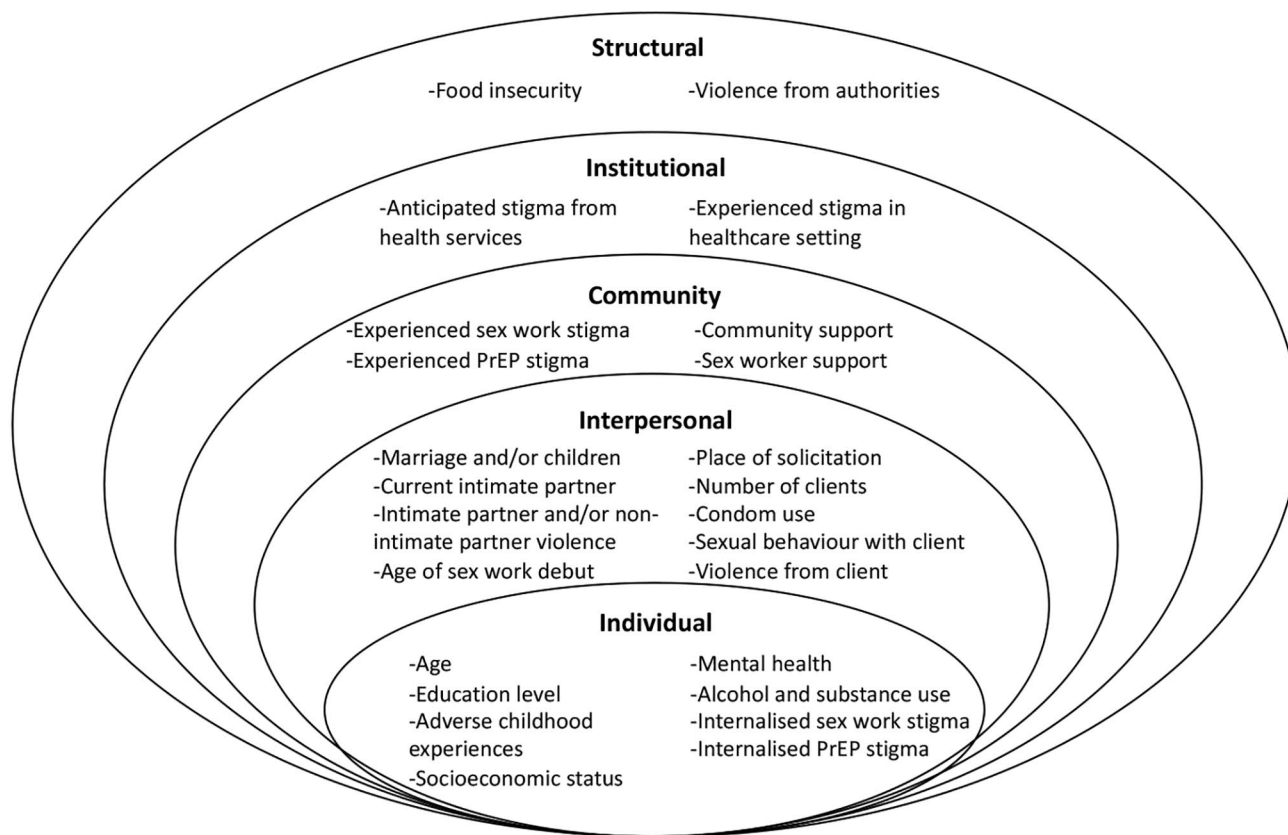 Structural
-Food insecurity
-Violence from authorities
Institutional
-Anticipated stigma from
health services
-Experienced stigma in
healthcare setting
Community
-Experienced sex work stigma
-Experienced PrEP stigma
-Community support
-Sex worker support
Interpersonal
-Marriage and/or children
-Current intimate partner
-Intimate partner and/or non-
intimate partner violence
-Age of sex work debut
-Place of solicitation
-Number of clients
-Condom use
-Sexual behaviour with client
-Violence from client
Individual
-Age
-Education level
-Adverse childhood
experiences
-Socioeconomic status
-Mental health
-Alcohol and substance use
-Internalised sex work stigma
-Internalised PrEP stigma